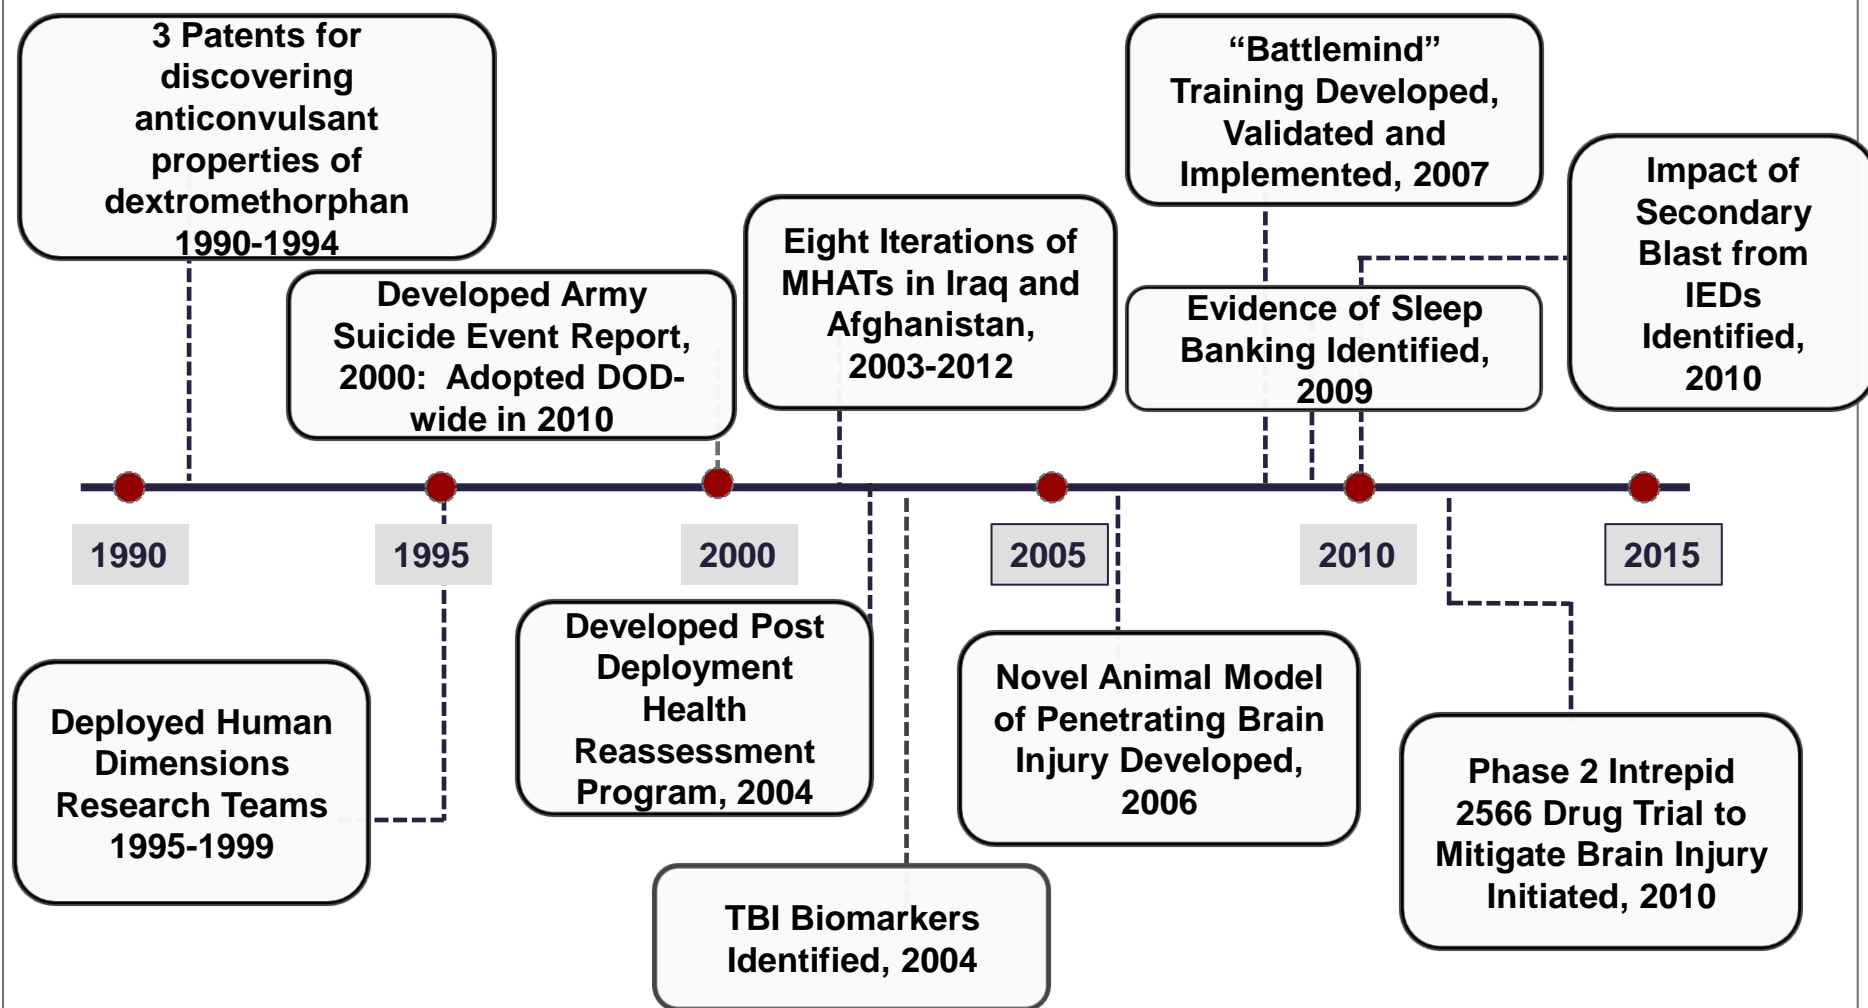 3 Patents for
discovering
anticonvulsant
properties of
dextromethorphan
1990-1994
Developed Army
Suicide Event Report,
2000:  Adopted DOD-
wide in 2010
Eight Iterations of
MHATs in Iraq and
Afghanistan,
2003-2012
“Battlemind”
Training Developed,
Validated and
Implemented, 2007
Evidence of Sleep
Banking Identified,
2009
Impact of
Secondary
Blast from
IEDs
Identified,
2010
1990
1995
2000
2005
2010
2015
Deployed Human
Dimensions
Research Teams
1995-1999
Developed Post
Deployment
Health
Reassessment
Program, 2004
TBI Biomarkers
Identified, 2004
Novel Animal Model
of Penetrating Brain
Injury Developed,
2006
Phase 2 Intrepid
2566 Drug Trial to
Mitigate Brain Injury
Initiated, 2010